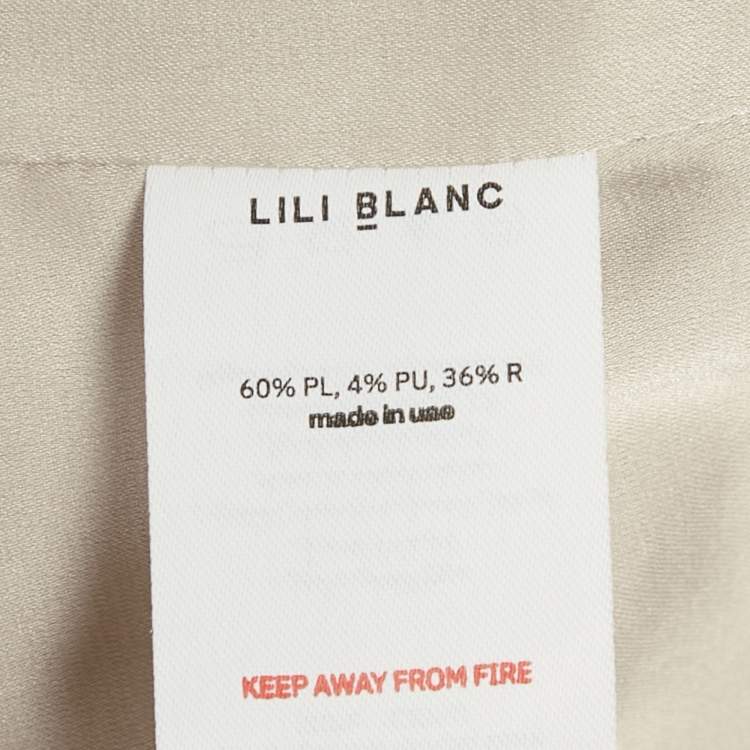 LILI BLANC
60% PL, 4% PU, 36% R
made in uae
KEEP AWAY FROM FIRE